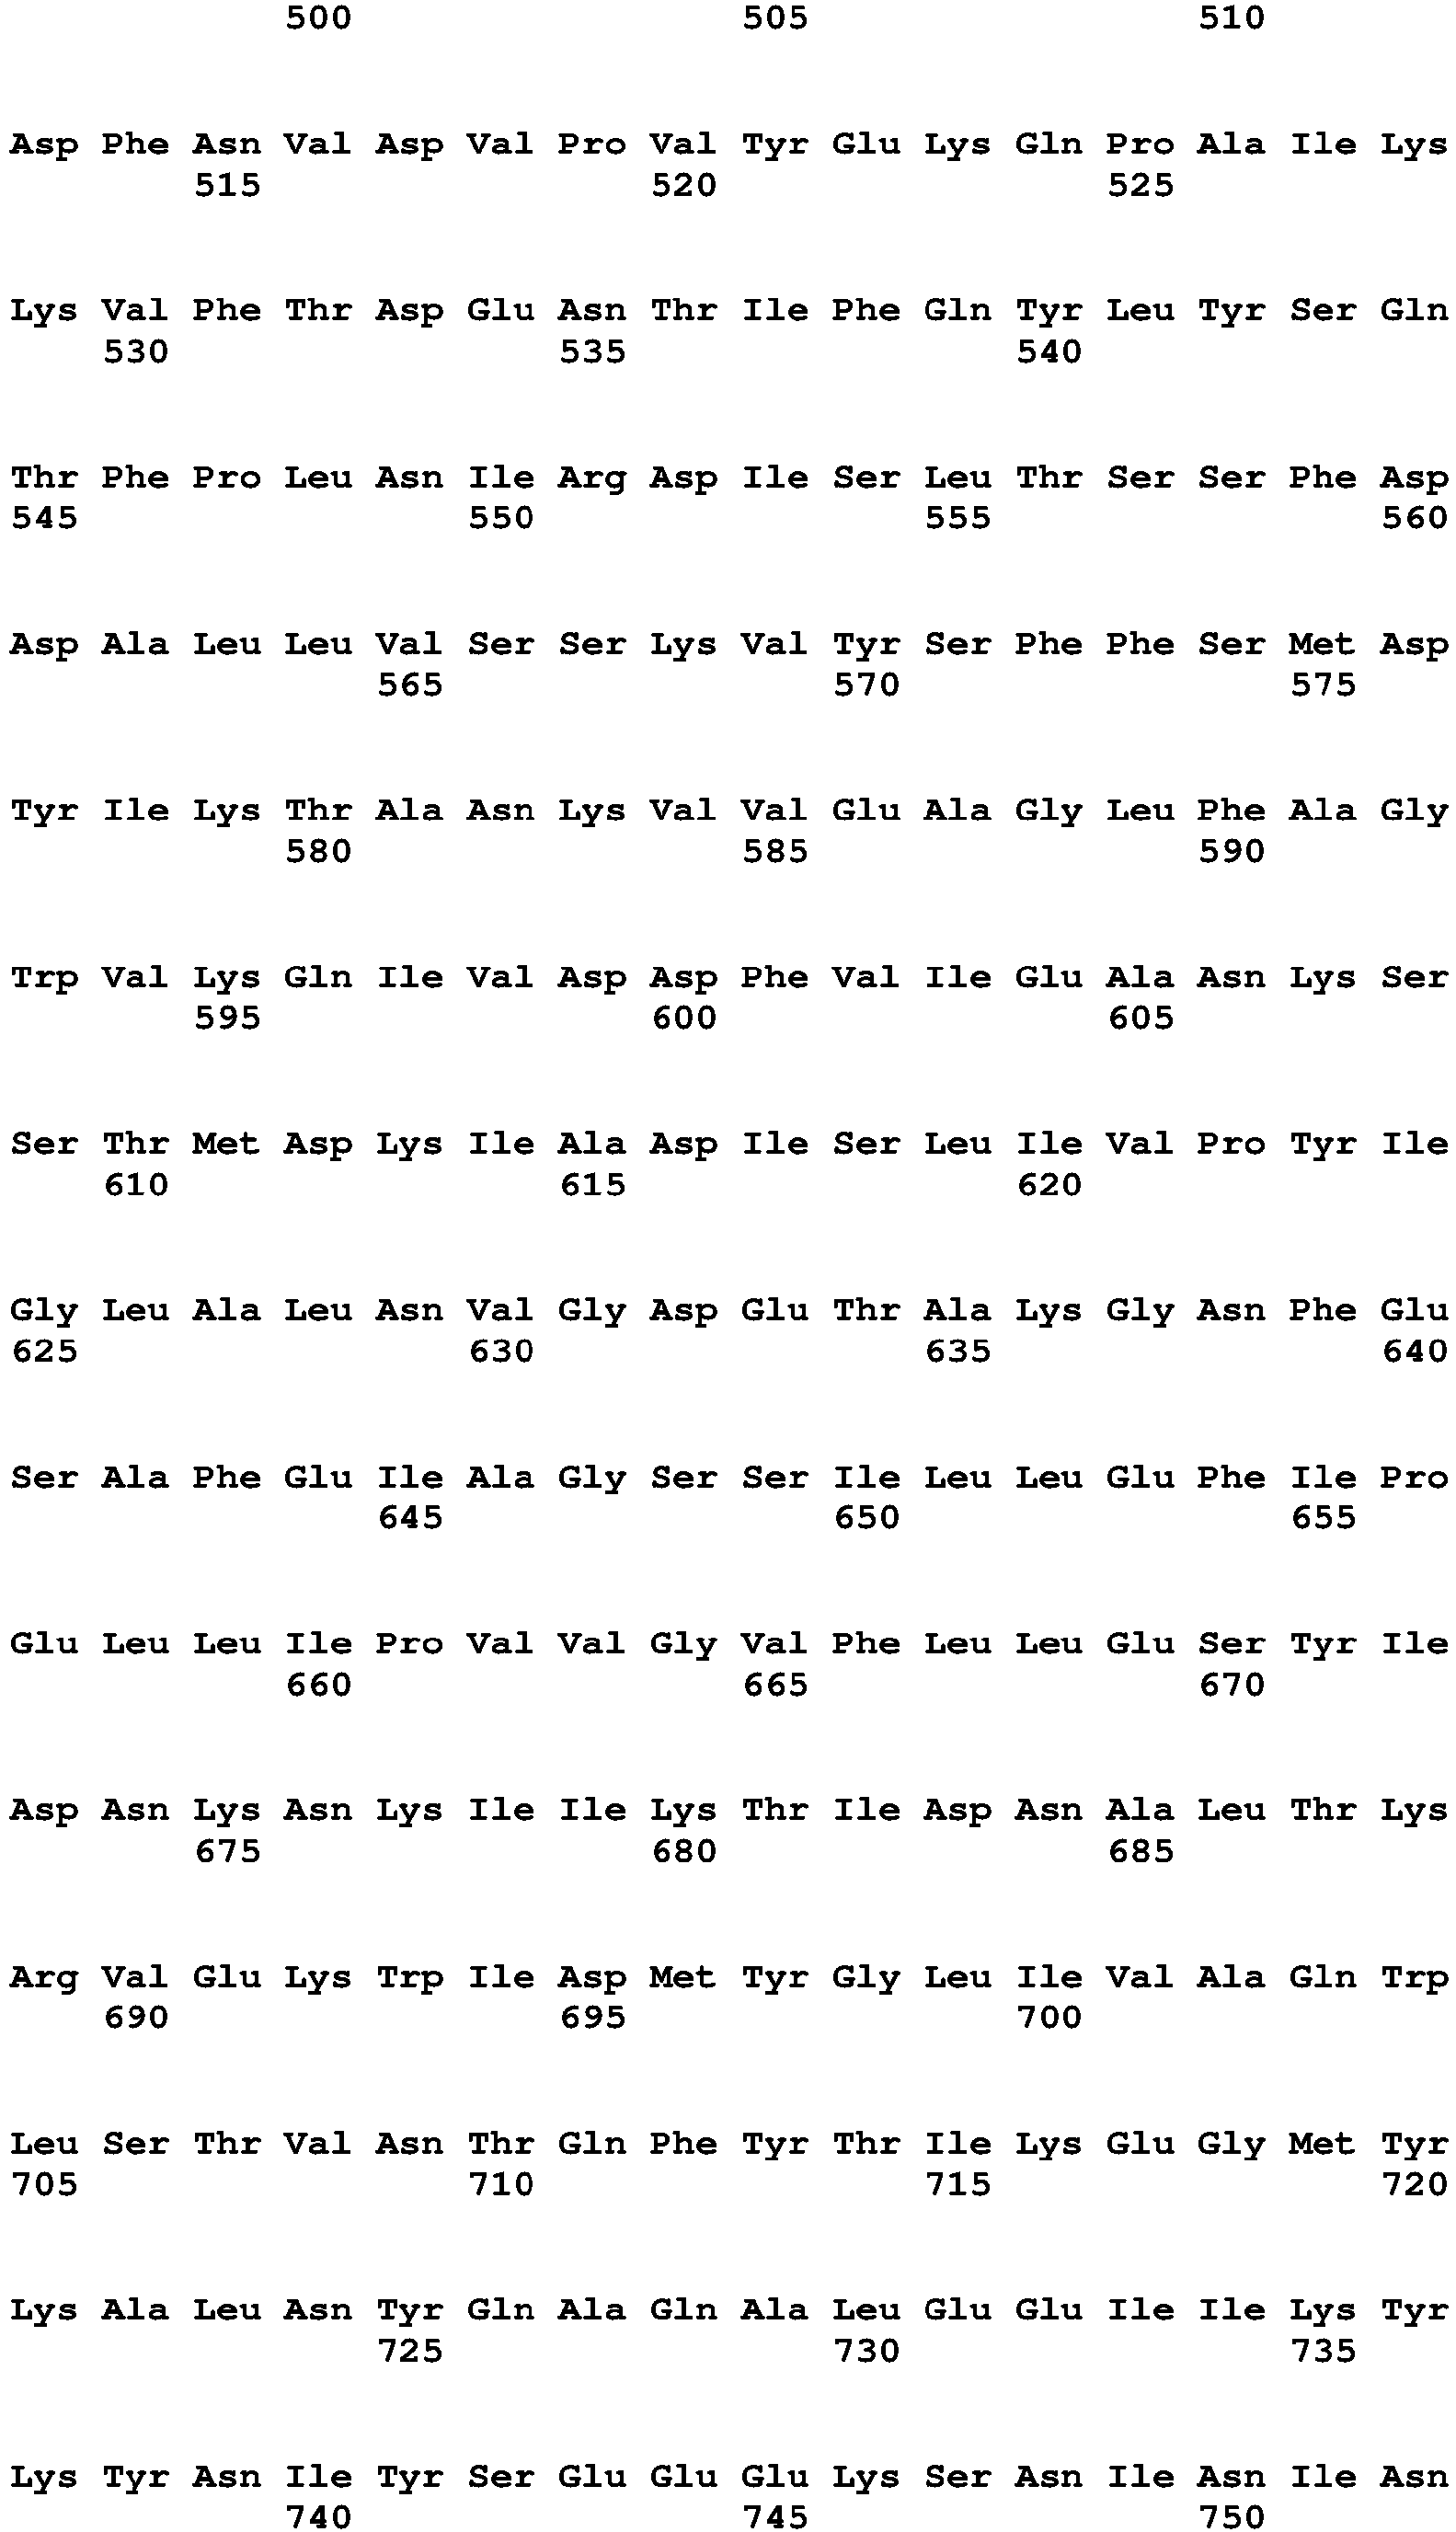 500 505 510
Asp Phe Asn Val Asp Val Pro Val Tyr Glu Lys Gln Pro Ala Ile Lys
515 520 525
Lys Val Phe Thr Asp Glu Asn Thr Ile Phe Gln Tyr Leu Tyr Ser Gln
530 535 540
Thr Phe Pro Leu Asn Ile Arg Asp Ile Ser Leu Thr Ser Ser Phe Asp
545 550 555 560
Asp Ala Leu Leu Val Ser Ser Lys Val Tyr Ser Phe Phe Ser Met Asp
565 570 575
Tyr Ile Lys Thr Ala Asn Lys Val Val Glu Ala Gly Leu Phe Ala Gly
580 585 590
Trp Val Lys Gln Ile Val Asp Asp Phe Val Ile Glu Ala Asn Lys Ser
595 600 605
Ser Thr Met Asp Lys Ile Ala Asp Ile Ser Leu Ile Val Pro Tyr Ile
610 615 620
Gly Leu Ala Leu Asn Val Gly Asp Glu Thr Ala Lys Gly Asn Phe Glu
625 630 635 640
Ser Ala Phe Glu Ile Ala Gly Ser Ser Ile Leu Leu Glu Phe Ile Pro
645 650 655
Glu Leu Leu Ile Pro Val Val Gly Val Phe Leu Leu Glu Ser Tyr Ile
660 665 670
Asp Asn Lys Asn Lys Ile Ile Lys Thr Ile Asp Asn Ala Leu Thr Lys
675 680 685
Arg Val Glu Lys Trp Ile Asp Met Tyr Gly Leu Ile Val Ala Gln Trp
690 695 700
Leu Ser Thr Val Asn Thr Gln Phe Tyr Thr Ile Lys Glu Gly Met Tyr
705 710 715 720
Lys Ala Leu Asn Tyr Gln Ala Gln Ala Leu Glu Glu Ile Ile Lys Tyr
725 730 735
Lys Tyr Asn Ile Tyr Ser Glu Glu Glu Lys Ser Asn Ile Asn Ile Asn
740 745 750